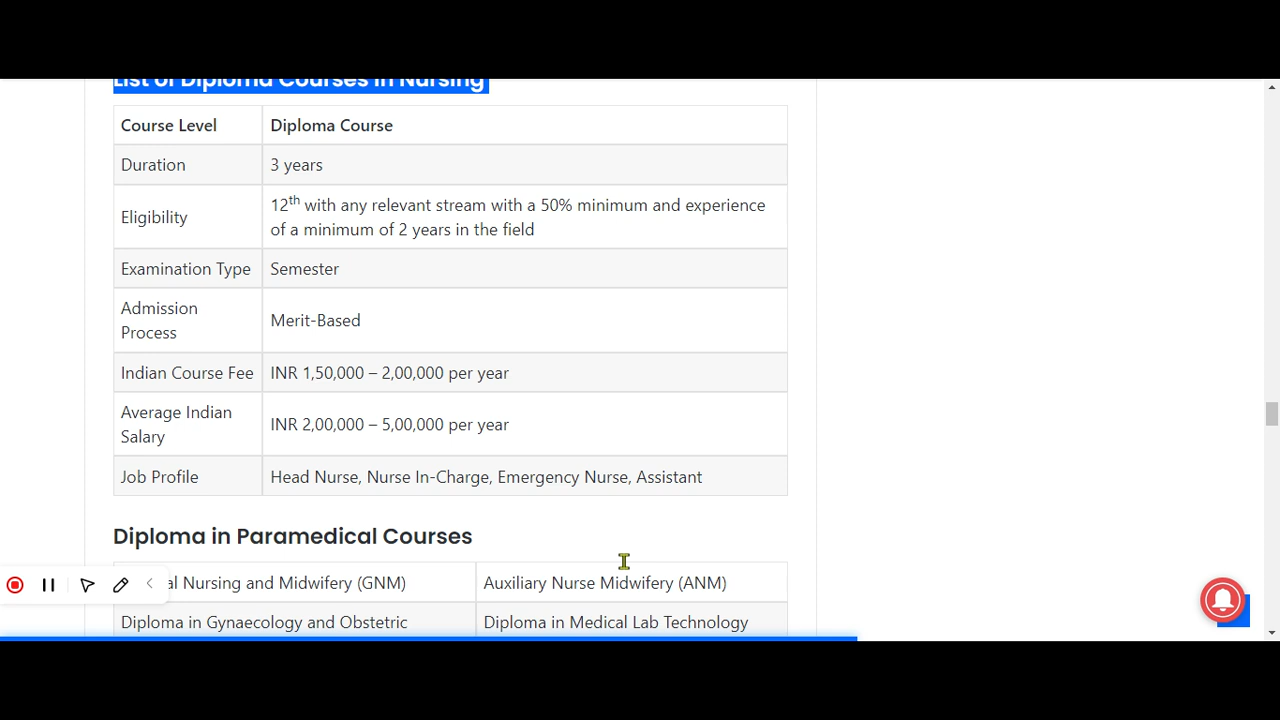 List of Diploma Courses in Nursing
Course Level Diploma Course
Duration 3 years
Eligibility 12th with any relevant stream with a 50% minimum and experience
of a minimum of 2 years in the field
Examination Type Semester
Admission
Process Merit-Based
Indian Course Fee INR 1,50,000 – 2,00,000 per year
Average Indian
Salary INR 2,00,000 – 5,00,000 per year
Job Profile Head Nurse, Nurse In-Charge, Emergency Nurse, Assistant
Diploma in Paramedical Courses
Nursing and Midwifery (GNM) Auxiliary Nurse Midwifery (ANM)
Diploma in Gynaecology and Obstetric Diploma in Medical Lab Technology